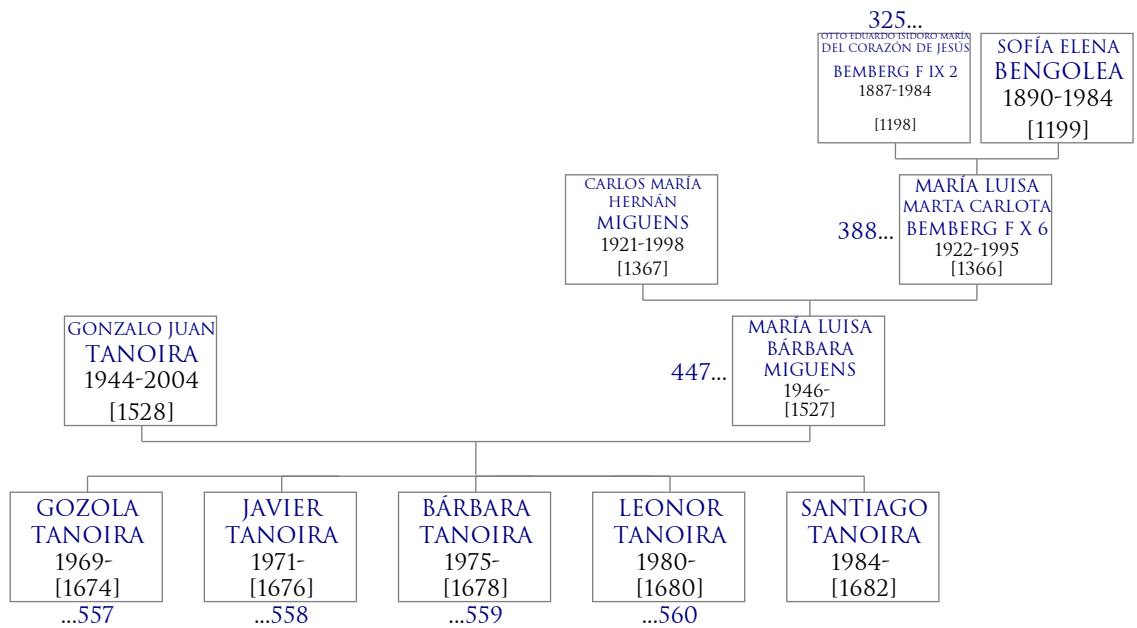 325...
OTTO EDUARDO ISIDORO MARÍA
DEL CORAZÓN DE JESÚS
BEMBERG F IX 2
1887-1984
[1198]
SOFÍA ELENA
BENGOLEA
1890-1984
[1199]
CARLOS MARÍA
HERNÁN
MIGUENS
1921-1998
[1367]
388...
MARÍA LUISA
MARTA CARLOTA
BEMBERG F X 6
1922-1995
[1366]
GONZALO JUAN
TANOIRA
1944-2004
[1528]
447...
MARÍA LUISA
BÁRBARA
MIGUENS
1946-
[1527]
GOZOLA
TANOIRA
1969-
[1674]
...557
JAVIER
TANOIRA
1971-
[1676]
...558
BÁRBARA
TANOIRA
1975-
[1678]
...559
LEONOR
TANOIRA
1980-
[1680]
...560
SANTIAGO
TANOIRA
1984-
[1682]